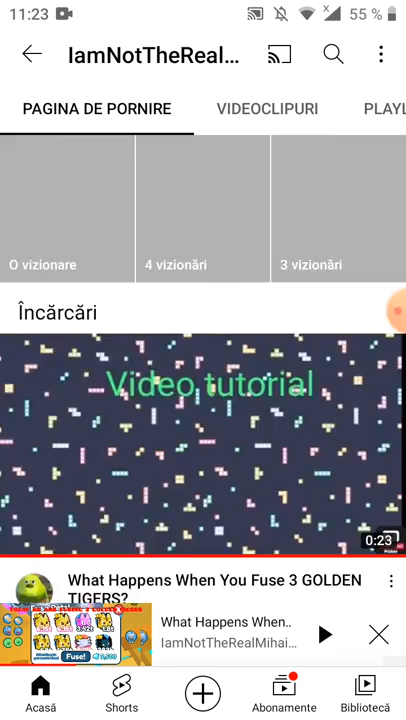 11:23
55 %
IamNotTheReal...
PAGINA DE PORNIRE
VIDEOCLIPURI
PLAYL
O vizionare
4 vizionări
3 vizionări
Încărcări
Video tutorial
0:23
What Happens When You Fuse 3 GOLDEN
TIGERS?
What Happens When..
IamNotTheRealMihai...
Fuse!
Acasă
Shorts
Abonamente
Bibliotecă